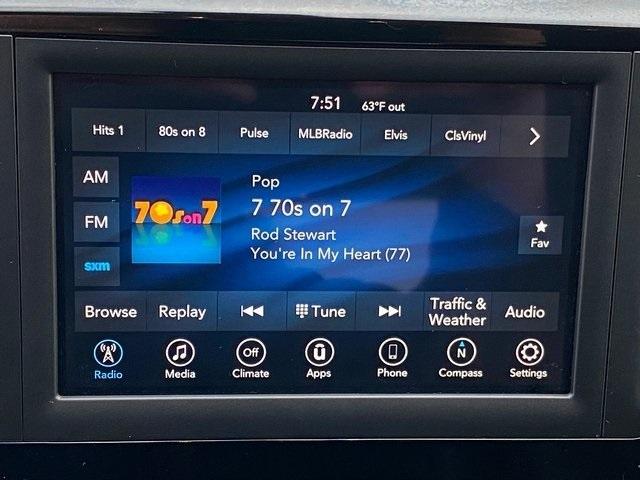 7:51 63°F out
Hits 1 80s on 8 Pulse MLBRadio Elvis ClsVinyl
AM
FM
sxm
70s on 7
Pop
7 70s on 7
Rod Stewart
You're In My Heart (77)
Fav
Browse Replay Tune Traffic & Weather Audio
Radio Media Off Climate Apps Phone N Compass Settings